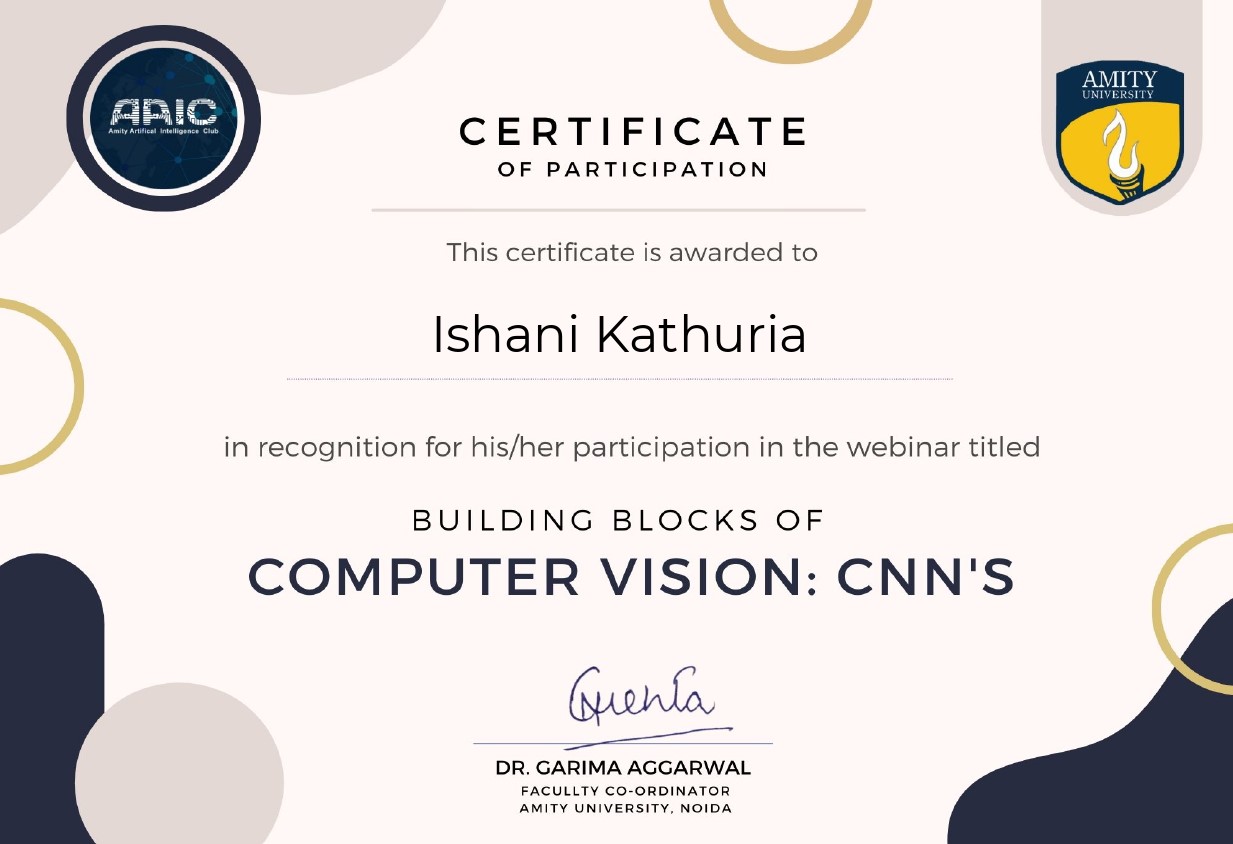 AAIC
Amity Artifical Intelligence Club
AMITY
UNIVERSITY
CERTIFICATE
OF PARTICIPATION
This certificate is awarded to
Ishani Kathuria
in recognition for his/her participation in the webinar titled
BUILDING BLOCKS OF
COMPUTER VISION: CNN'S
DR. GARIMA AGGARWAL
FACULLTY CO-ORDINATOR
AMITY UNIVERSITY, NOIDA